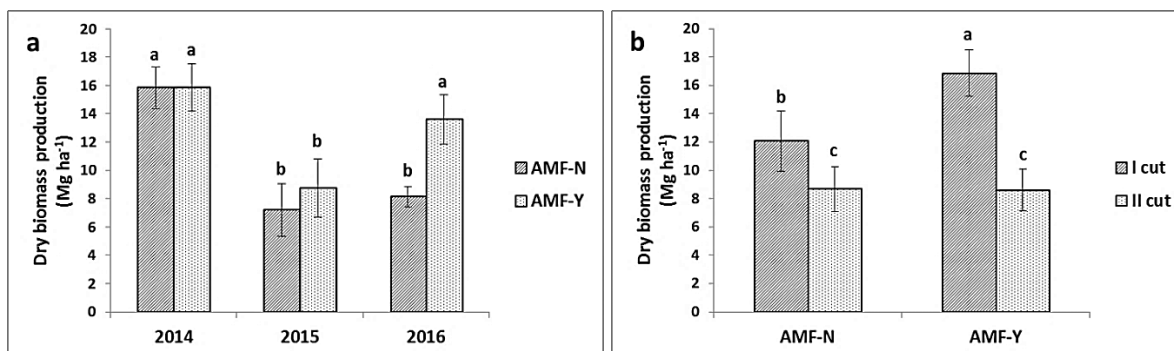 a
Dry biomass production
(Mg ha⁻¹)
20
18
16
14
12
10
8
6
4
2
0
a a
b b
b a
2014 2015 2016
AMF-N
AMF-Y
b
Dry biomass production
(Mg ha⁻¹)
20
18
16
14
12
10
8
6
4
2
0
b c
a c
AMF-N AMF-Y
I cut
II cut